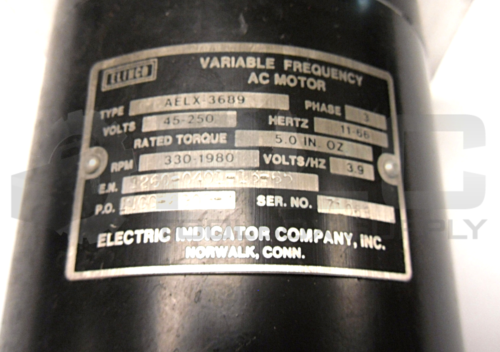 ELINCO
VARIABLE FREQUENCY
AC MOTOR
TYPE AELX-3689 PHASE 3
VOLTS 45-250 HERTZ 11-66
RATED TORQUE 5.0 IN OZ
RPM 330-1980 VOLTS/HZ 3.9
E.N.
P.O. SER. NO.
ELECTRIC INDICATOR COMPANY, INC.
NORWALK, CONN.